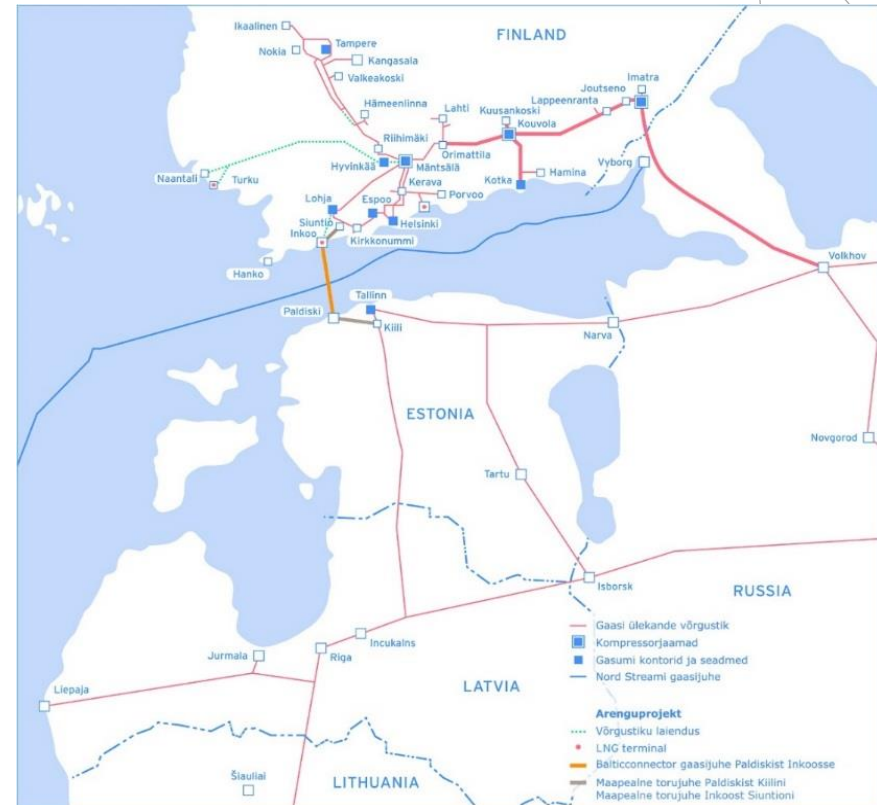 Ikaalinen
FINLAND
Nokia
Tampere
Kangasala
Valkeakoski
Imatra
Joutseno
Lappeenranta
Hämeenlinna
Lahti
Kuusankoski
Kouvola
Riihimäki
Orimattila
Vyborg
Hyvinkää
Mäntsälä
Naantali
Turku
Kerava
Porvoo
Kotka
Hamina
Lohja
Espoo
Siuntio
Helsinki
Inkoo
Kirkkonummi
Hanko
Volkhov
Tallinn
Paldiski
Kiili
Narva
ESTONIA
Novgorod
Tartu
Isborsk
RUSSIA
Incukalns
Jurmala
Riga
Liepaja
LATVIA
Šiauliai
LITHUANIA
Gaasi ülekande võrgustik
Kompressorjaamad
Gasumi kontorid ja seadmed
Nord Streami gaasijuhe
Arenguprojekt
Võrgustiku laiendus
LNG terminal
Balticconnector gaasijuhe Paldiskist Inkoosse
Maapealne torujuhe Paldiskist Kiilini
Maapealne torujuhe Inkoost Siuntioni